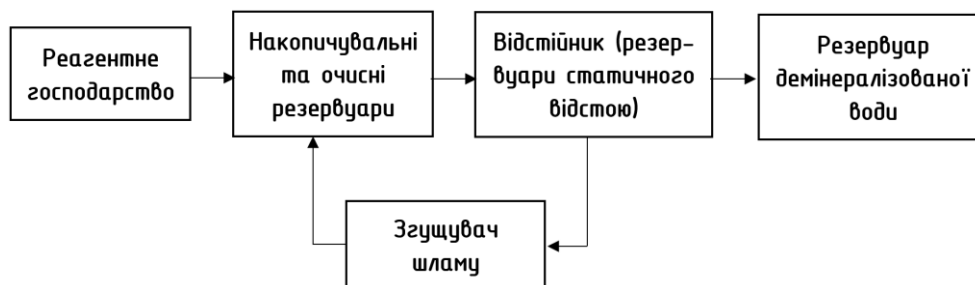 Реагентне
господарство
Накопичувальні
та очисні
резервуари
Відстійник (резер-
вуари статичного
відстою)
Резервуар
демінералізованої
води
Згущувач
шламу